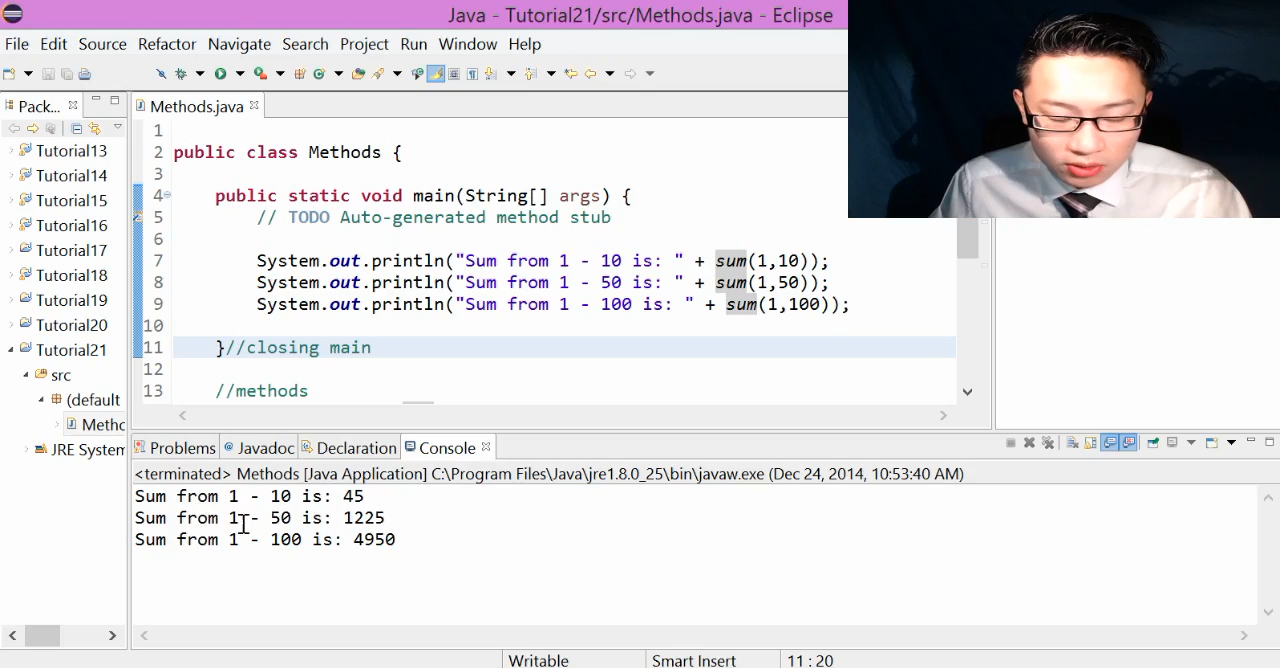 Java - Tutorial21/src/Methods.java - Eclipse
File Edit Source Refactor Navigate Search Project Run Window Help
Pack...
Methods.java
Tutorial13
Tutorial14
Tutorial15
Tutorial16
Tutorial17
Tutorial18
Tutorial19
Tutorial20
Tutorial21
src
(default
Metho
JRE System
1
2 public class Methods {
3
4 public static void main(String[] args) {
5 // TODO Auto-generated method stub
6
7 System.out.println("Sum from 1 - 10 is: " + sum(1,10));
8 System.out.println("Sum from 1 - 50 is: " + sum(1,50));
9 System.out.println("Sum from 1 - 100 is: " + sum(1,100));
10
11 }//closing main
12
13 //methods
Problems @ Javadoc Declaration Console
<terminated> Methods [Java Application] C:\Program Files\Java\jre1.8.0_25\bin\javaw.exe (Dec 24, 2014, 10:53:40 AM)
Sum from 1 - 10 is: 45
Sum from 1 - 50 is: 1225
Sum from 1 - 100 is: 4950
Writable Smart Insert 11 : 20